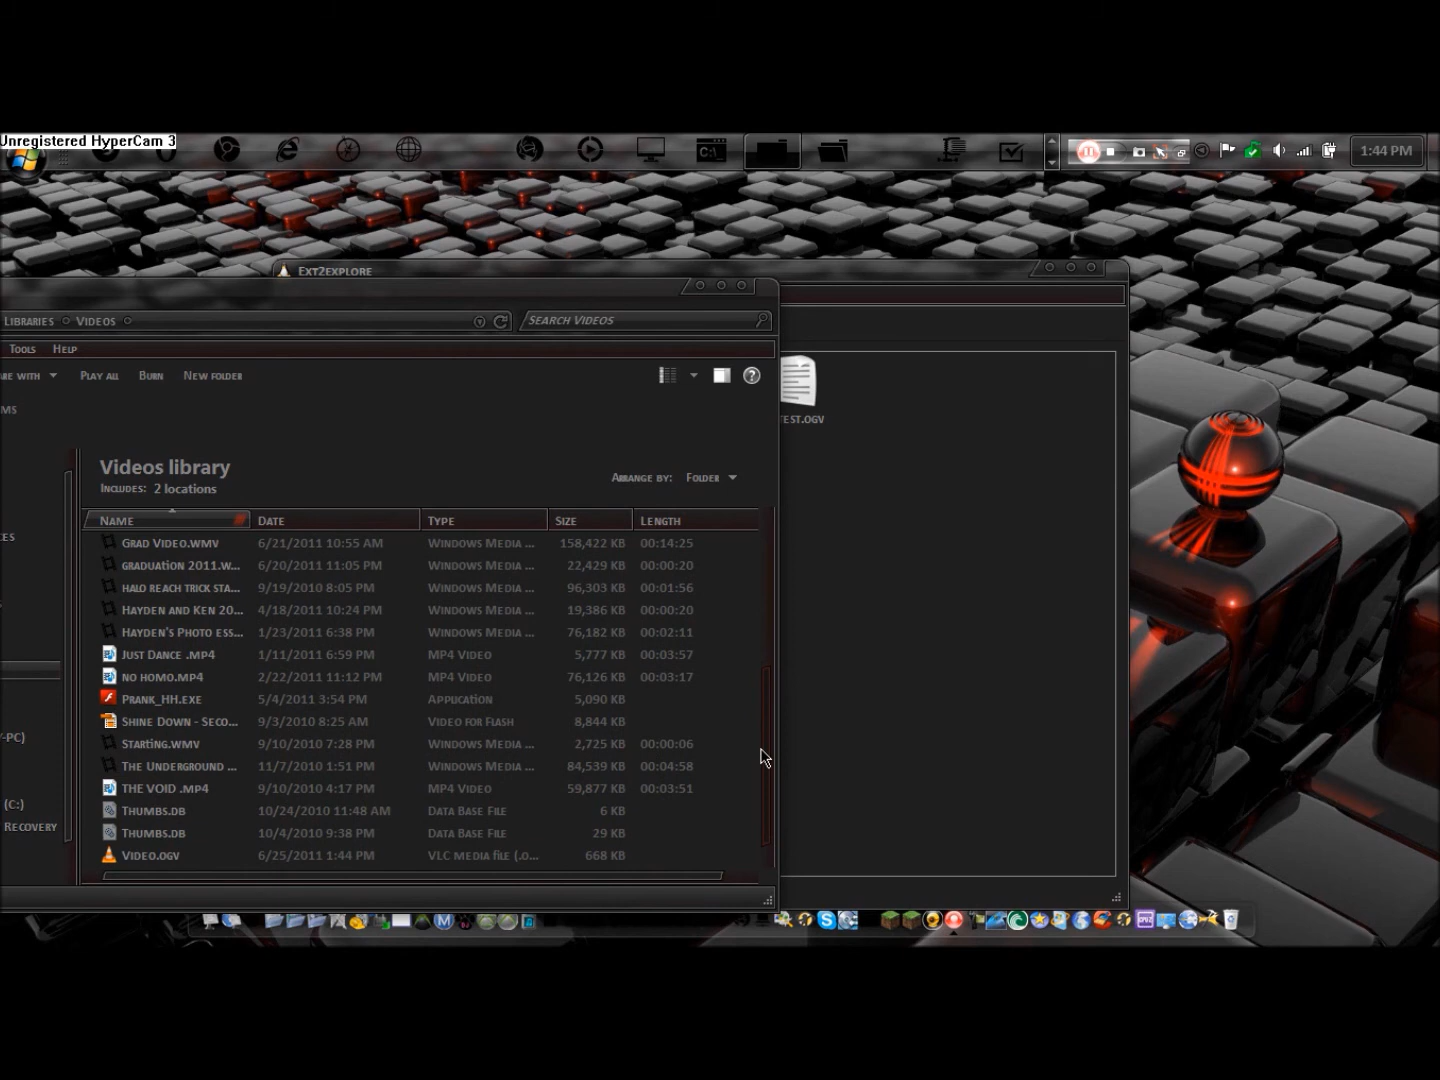 Unregistered HyperCam 3
C:\
1:44 PM
Ext2explore
Libraries Videos
Search Videos
Tools Help
re with Play all Burn New folder
ms
TEST.OGV
Videos library
Includes: 2 locations
Arrange by: Folder
Name Date Type Size Length
Grad Video.wmv 6/21/2011 10:55 AM Windows Media ... 158,422 KB 00:14:25
graduation 2011.w... 6/20/2011 11:05 PM Windows Media ... 22,429 KB 00:00:20
halo reach trick sta... 9/19/2010 8:05 PM Windows Media ... 96,303 KB 00:01:56
Hayden and Ken 20... 4/18/2011 10:24 PM Windows Media ... 19,386 KB 00:00:20
Hayden's Photo ess... 1/23/2011 6:38 PM Windows Media ... 76,182 KB 00:02:11
Just Dance .mp4 1/11/2011 6:59 PM MP4 Video 5,777 KB 00:03:57
no homo.mp4 2/22/2011 11:12 PM MP4 Video 76,126 KB 00:03:17
Prank_HH.exe 5/4/2011 3:54 PM Application 5,090 KB
Shine Down - Seco... 9/3/2010 8:25 AM Video for Flash 8,844 KB
Starting.wmv 9/10/2010 7:28 PM Windows Media ... 2,725 KB 00:00:06
The Underground ... 11/7/2010 1:51 PM Windows Media ... 84,539 KB 00:04:58
THE VOID .mp4 9/10/2010 4:17 PM MP4 Video 59,877 KB 00:03:51
Thumbs.db 10/24/2010 11:48 AM Data Base File 6 KB
Thumbs.db 10/4/2010 9:38 PM Data Base File 29 KB
Video.ogv 6/25/2011 1:44 PM VLC media file (.o... 668 KB
es
-PC)
(C:)
Recovery